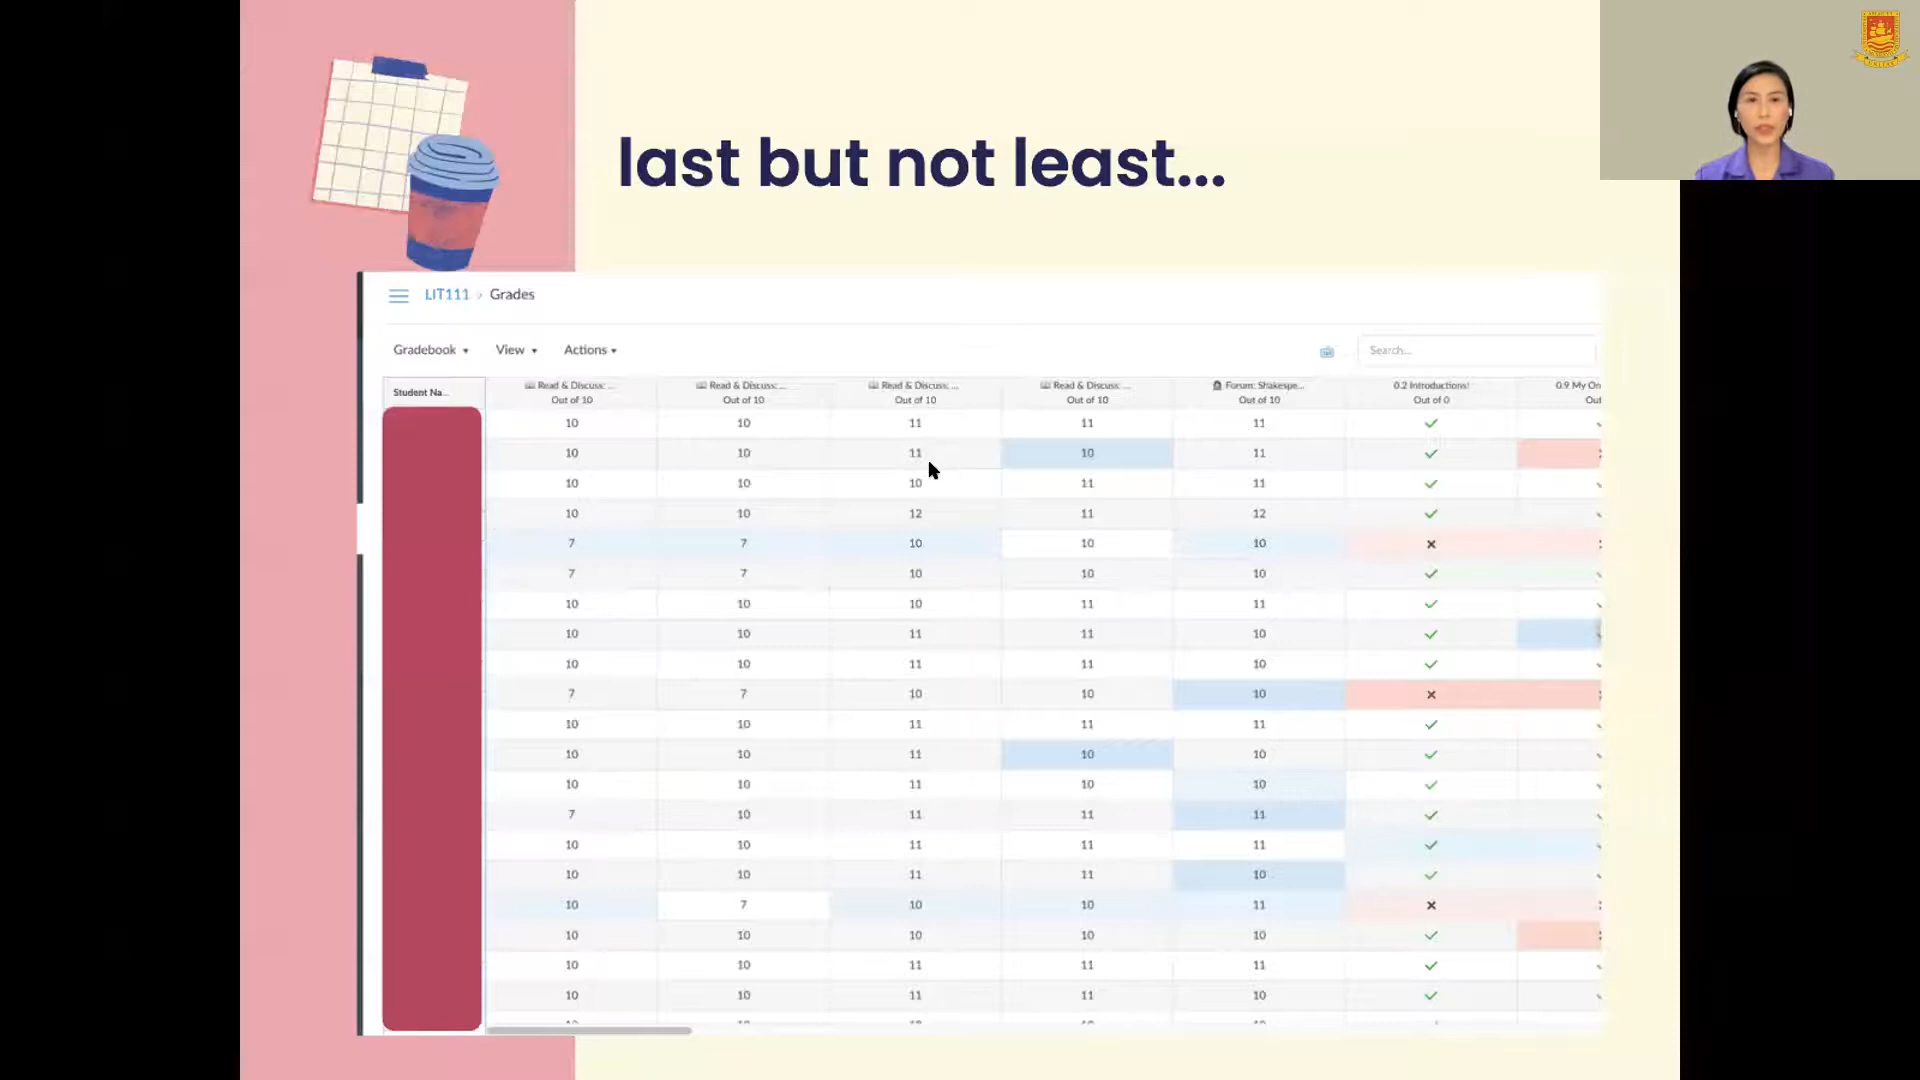 last but not least...
LIT111 › Grades
Gradebook ▾ View ▾ Actions ▾ Search...
Student Na... Read & Discuss: ... Read & Discuss: ... Read & Discuss: ... Read & Discuss: ... Forum: Shakespe... 0.2 Introductions! 0.9 My On
Out of 10 Out of 10 Out of 10 Out of 10 Out of 10 Out of 0 Out
10 10 11 11 11 ✓
10 10 11 10 11 ✓
10 10 10 11 11 ✓
10 10 12 11 12 ✓
7 7 10 10 10 ×
7 7 10 10 10 ✓
10 10 10 11 11 ✓
10 10 11 11 10 ✓
10 10 11 11 10 ✓
7 7 10 10 10 ×
10 10 11 11 11 ✓
10 10 11 10 10 ✓
10 10 11 10 10 ✓
7 10 11 11 11 ✓
10 10 11 11 11 ✓
10 10 11 11 10 ✓
10 7 10 10 11 ×
10 10 10 10 10 ✓
10 10 11 11 11 ✓
10 10 11 11 10 ✓